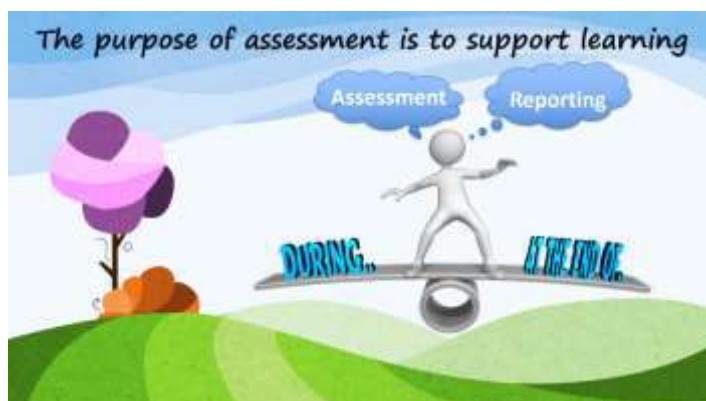 The purpose of assessment is to support learning
Assessment
Reporting
DURING..
AT THE END OF.